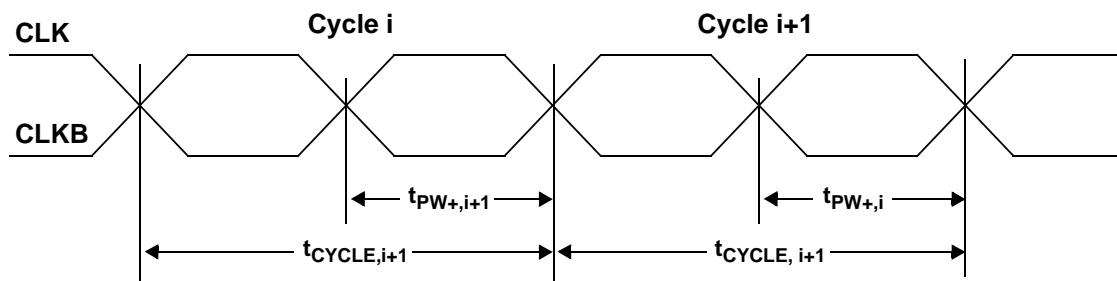 Cycle i
Cycle i+1
CLK
CLKB
tPW+,i+1
tPW+,i
tCYCLE,i+1
tCYCLE, i+1